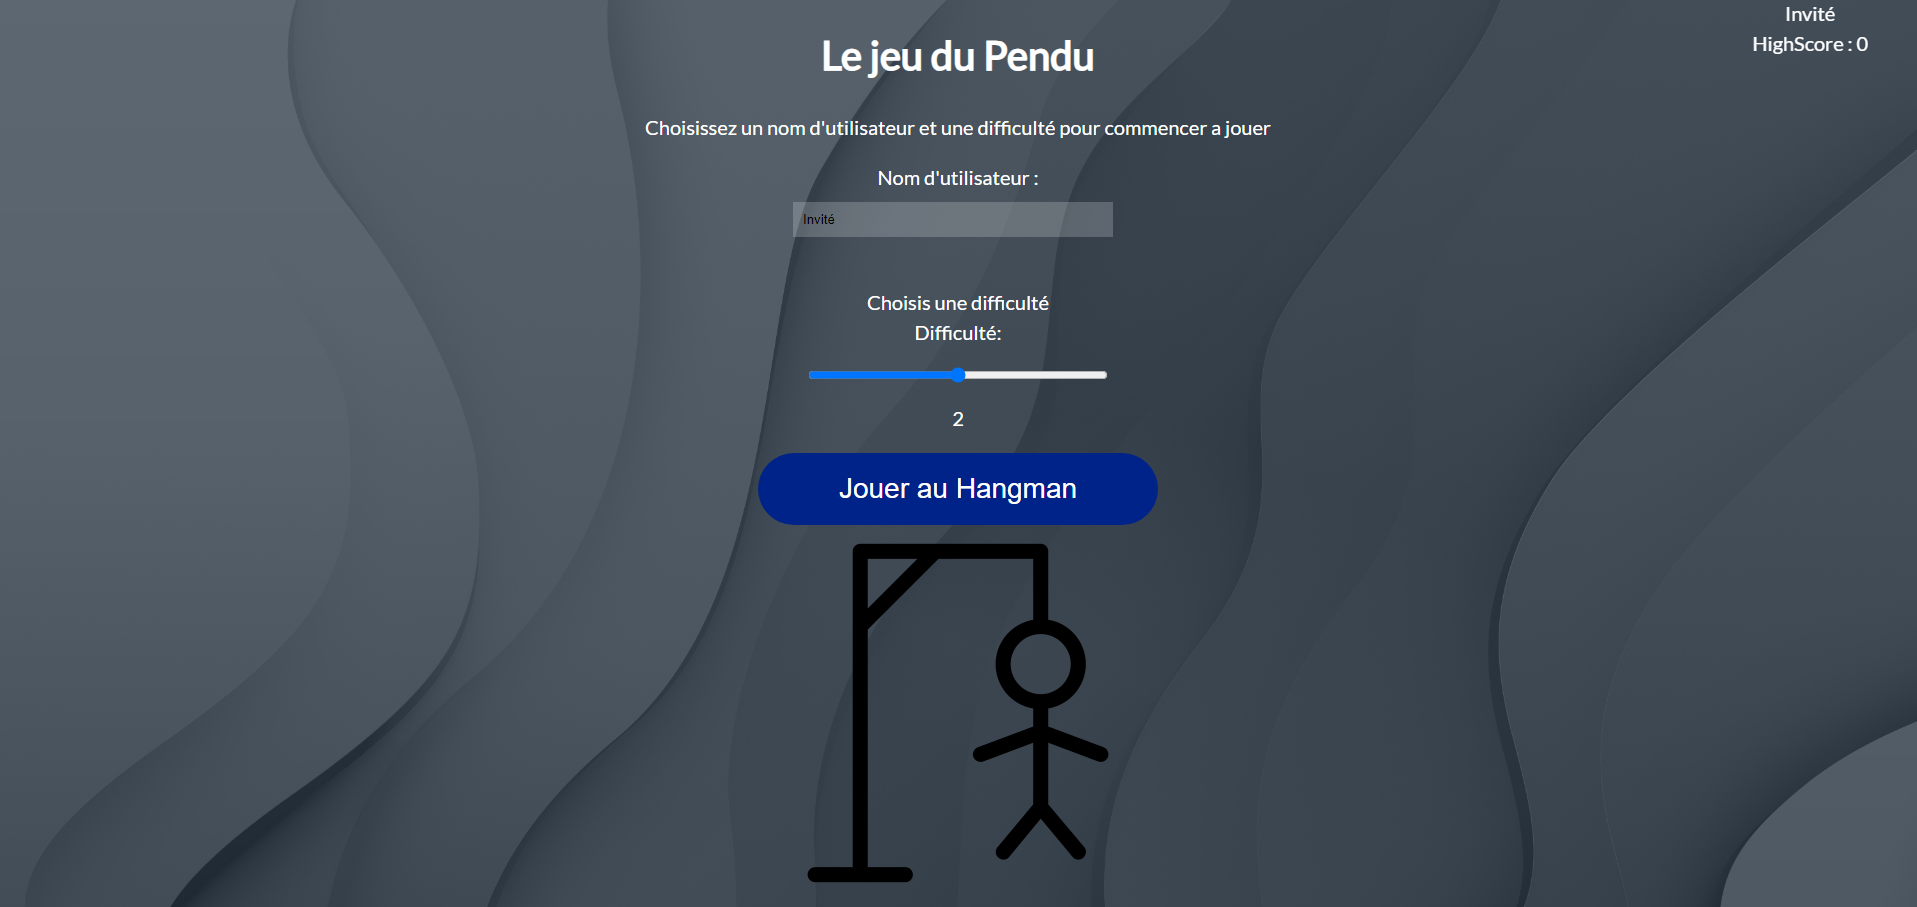 Invité
HighScore : 0
Le jeu du Pendu
Choisissez un nom d'utilisateur et une difficulté pour commencer a jouer
Nom d'utilisateur :
Invité
Choisis une difficulté
Difficulté:
2
Jouer au Hangman